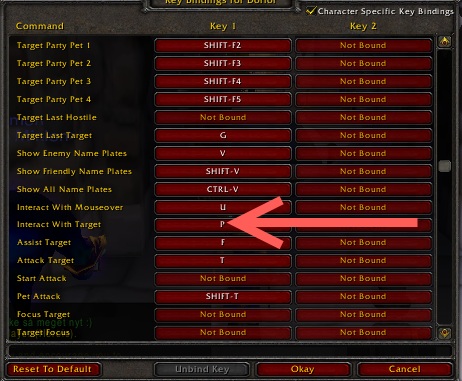 Key Bindings for Donor
Character Specific Key Bindings
Command Key 1 Key 2
Target Party Pet 1 SHIFT-F2 Not Bound
Target Party Pet 2 SHIFT-F3 Not Bound
Target Party Pet 3 SHIFT-F4 Not Bound
Target Party Pet 4 SHIFT-F5 Not Bound
Target Last Hostile Not Bound Not Bound
Target Last Target G Not Bound
Show Enemy Name Plates V Not Bound
Show Friendly Name Plates SHIFT-V Not Bound
Show All Name Plates CTRL-V Not Bound
Interact With Mouseover U Not Bound
Interact With Target P
Assist Target F Not Bound
Attack Target T Not Bound
Start Attack Not Bound Not Bound
Pet Attack SHIFT-T Not Bound
Focus Target Not Bound Not Bound
ke sa meget nyt :)
Target Focus Not Bound Not Bound
Reset To Default Unbind Key Okay Cancel